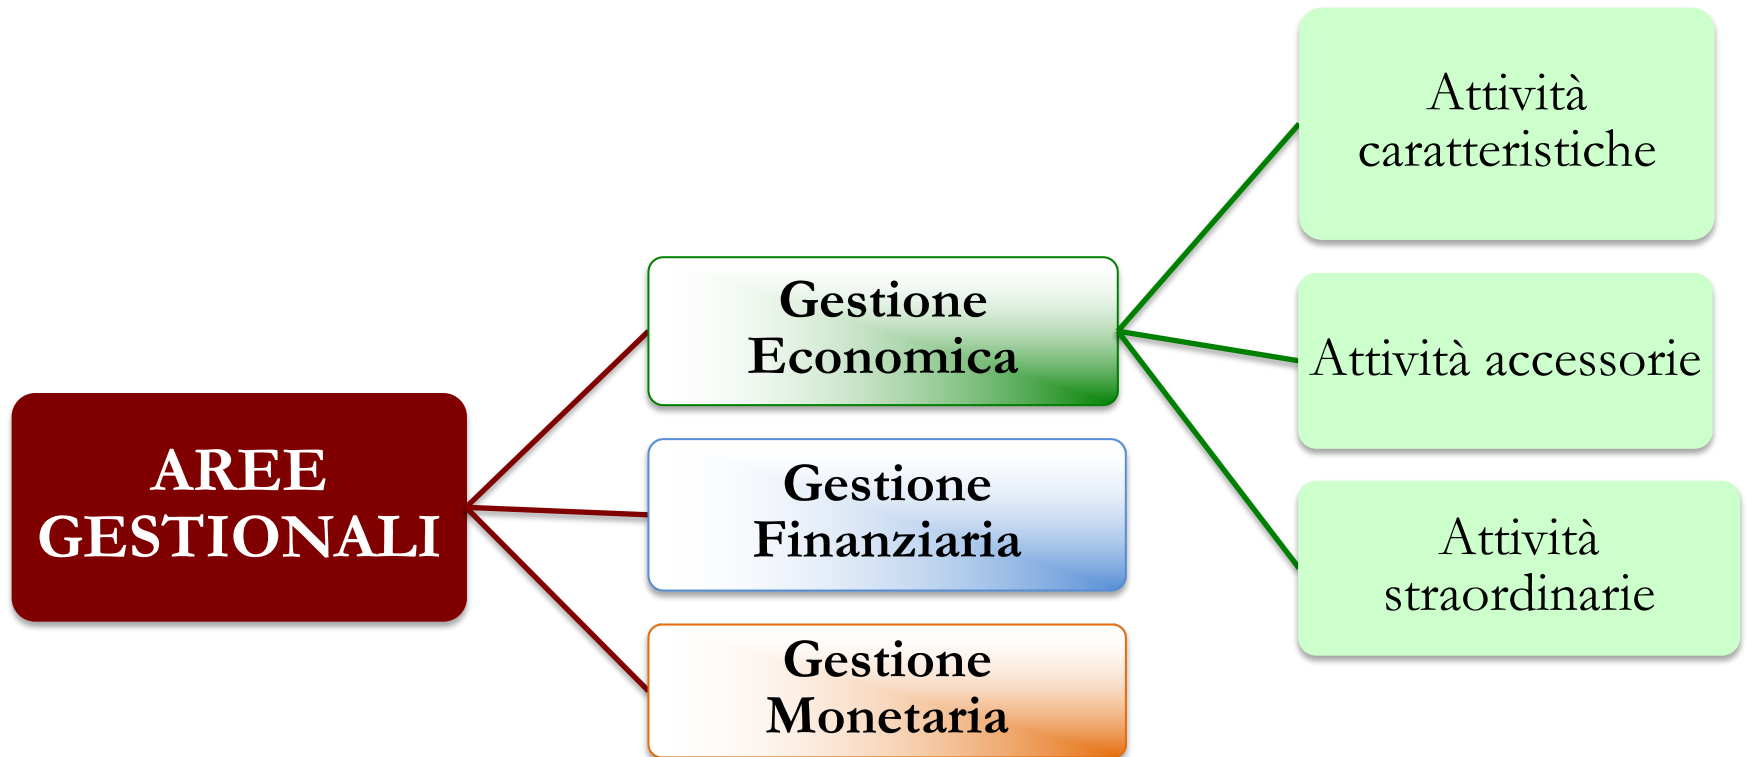 AREE
GESTIONALI
Gestione
Economica
Gestione
Finanziaria
Gestione
Monetaria
Attività
caratteristiche
Attività accessorie
Attività
straordinarie